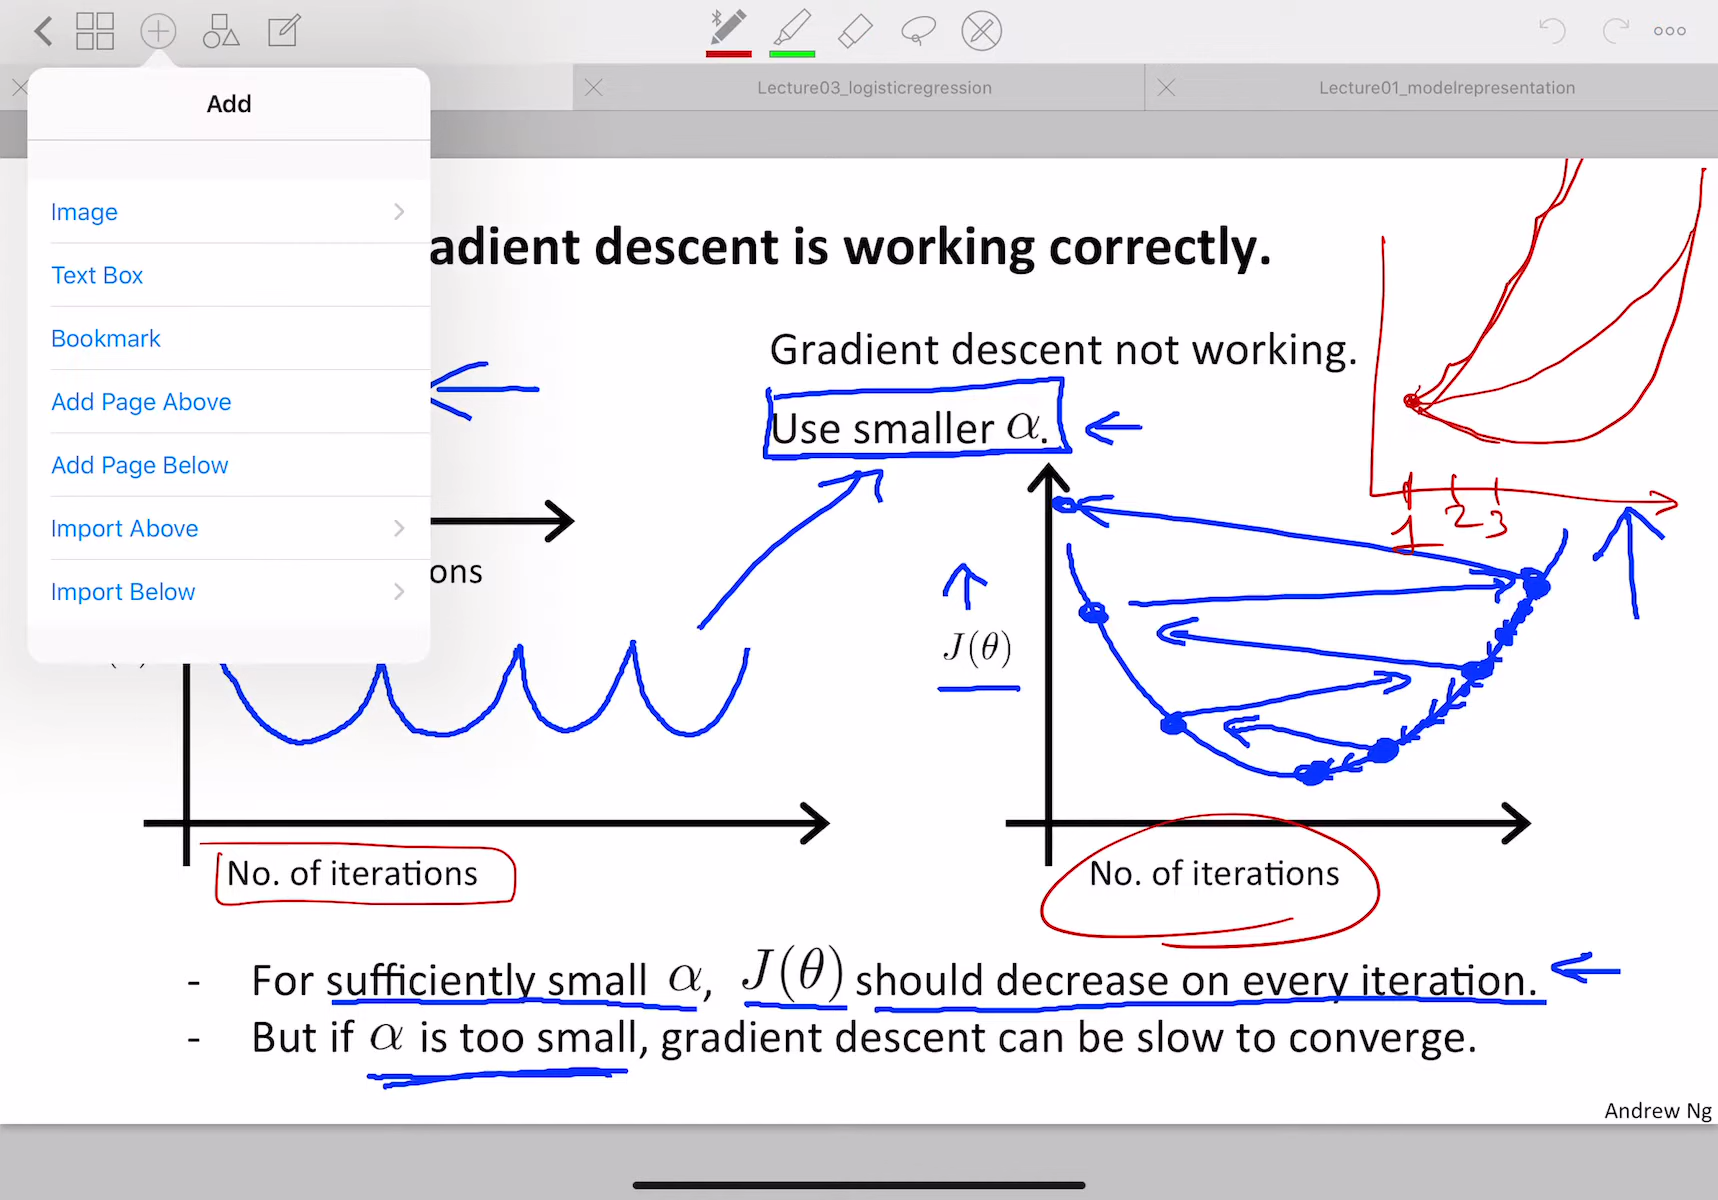 Lecture03_logisticregression
Lecture01_modelrepresentation
Add
Image
Text Box
Bookmark
Add Page Above
Add Page Below
Import Above
Import Below
adient descent is working correctly.
Gradient descent not working.
Use smaller α.
1 2 3
ons
J(θ)
No. of iterations
No. of iterations
- For sufficiently small α, J(θ) should decrease on every iteration.
- But if α is too small, gradient descent can be slow to converge.
Andrew Ng